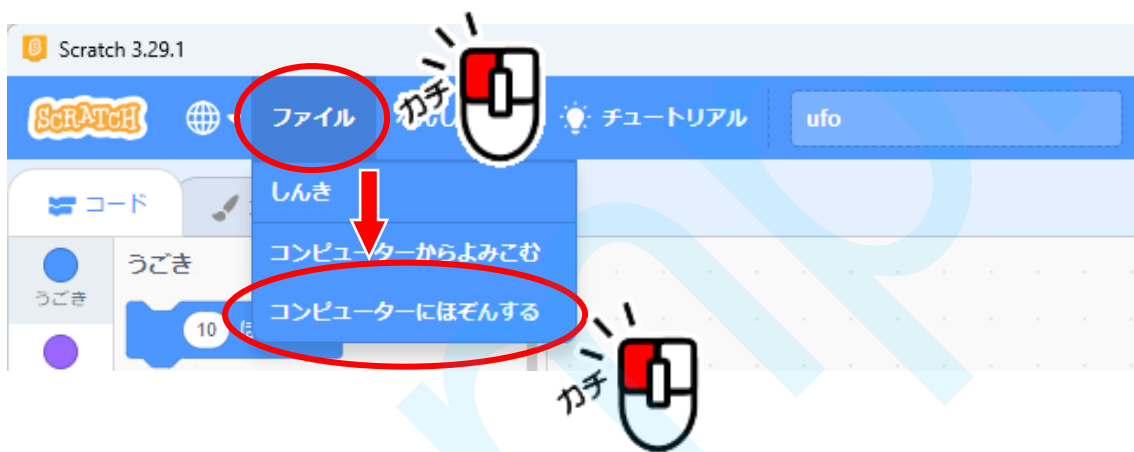 Scratch 3.29.1
SCRATCH
ファイル
カチ
チュートリアル
ufo
コード
しんき
コンピューターからよみこむ
コンピューターにほぞんする
うごき
うごき
10
カチ